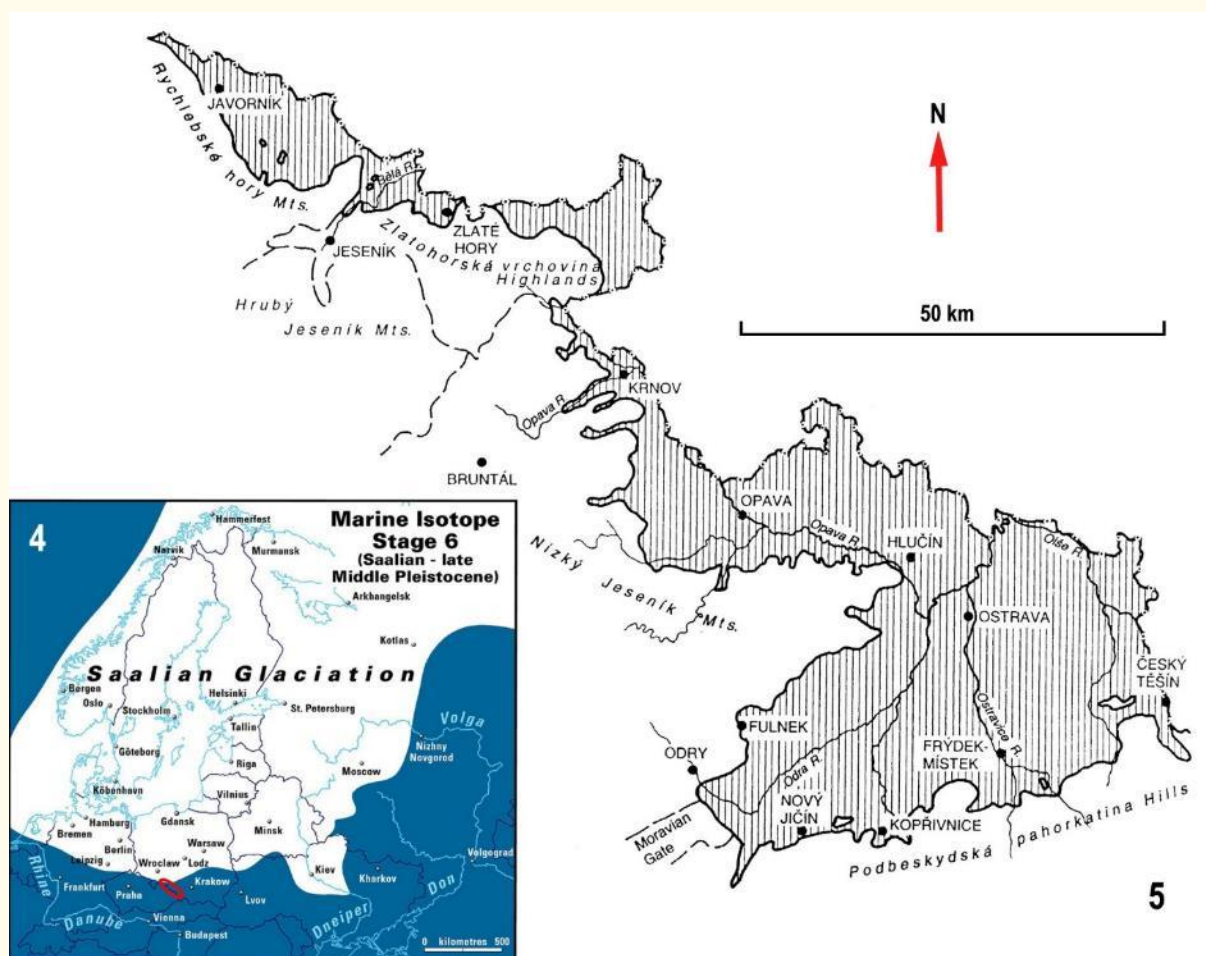 Rychlebské hory Mts.
JAVORNÍK
Bělá R.
N
JESENÍK
ZLATÉ
HORY
Zlatohorská vrchovina
Highlands
Hrubý
Jeseník Mts.
50 km
KRNOV
Opava R.
BRUNTÁL
OPAVA
Opava R.
HLUČÍN
Olše R.
Nízký Jeseník Mts.
OSTRAVA
ČESKÝ
TĚŠÍN
Ostravice R.
FULNEK
ODRY
Odra R.
FRÝDEK-
MÍSTEK
NOVÝ
JIČÍN
KOPŘIVNICE
Moravian
Gate
Podbeskydská pahorkatina Hills
5
4
Marine Isotope
Stage 6
(Saalian - late
Middle Pleistocene)
Hammerfest
Narvik
Murmansk
Arkbangelsk
Kotlas
Saalian Glaciation
Bergen
Oslo
Stockholm
Helsinki
St. Petersburg
Tallin
Volga
Göteborg
Riga
Nizhny
Novgorod
Moscow
Köbenhavn
Vilnius
Hamburg
Bremen
Gdansk
Minsk
Berlin
Warsaw
Leipzig
Wroclaw
Lodz
Kiev
Volgograd
Rhine
Frankfurt
Praha
Krakow
Lvov
Kharkov
Don
Danube
Vienna
Dneiper
Budapest
0 kilometres 500